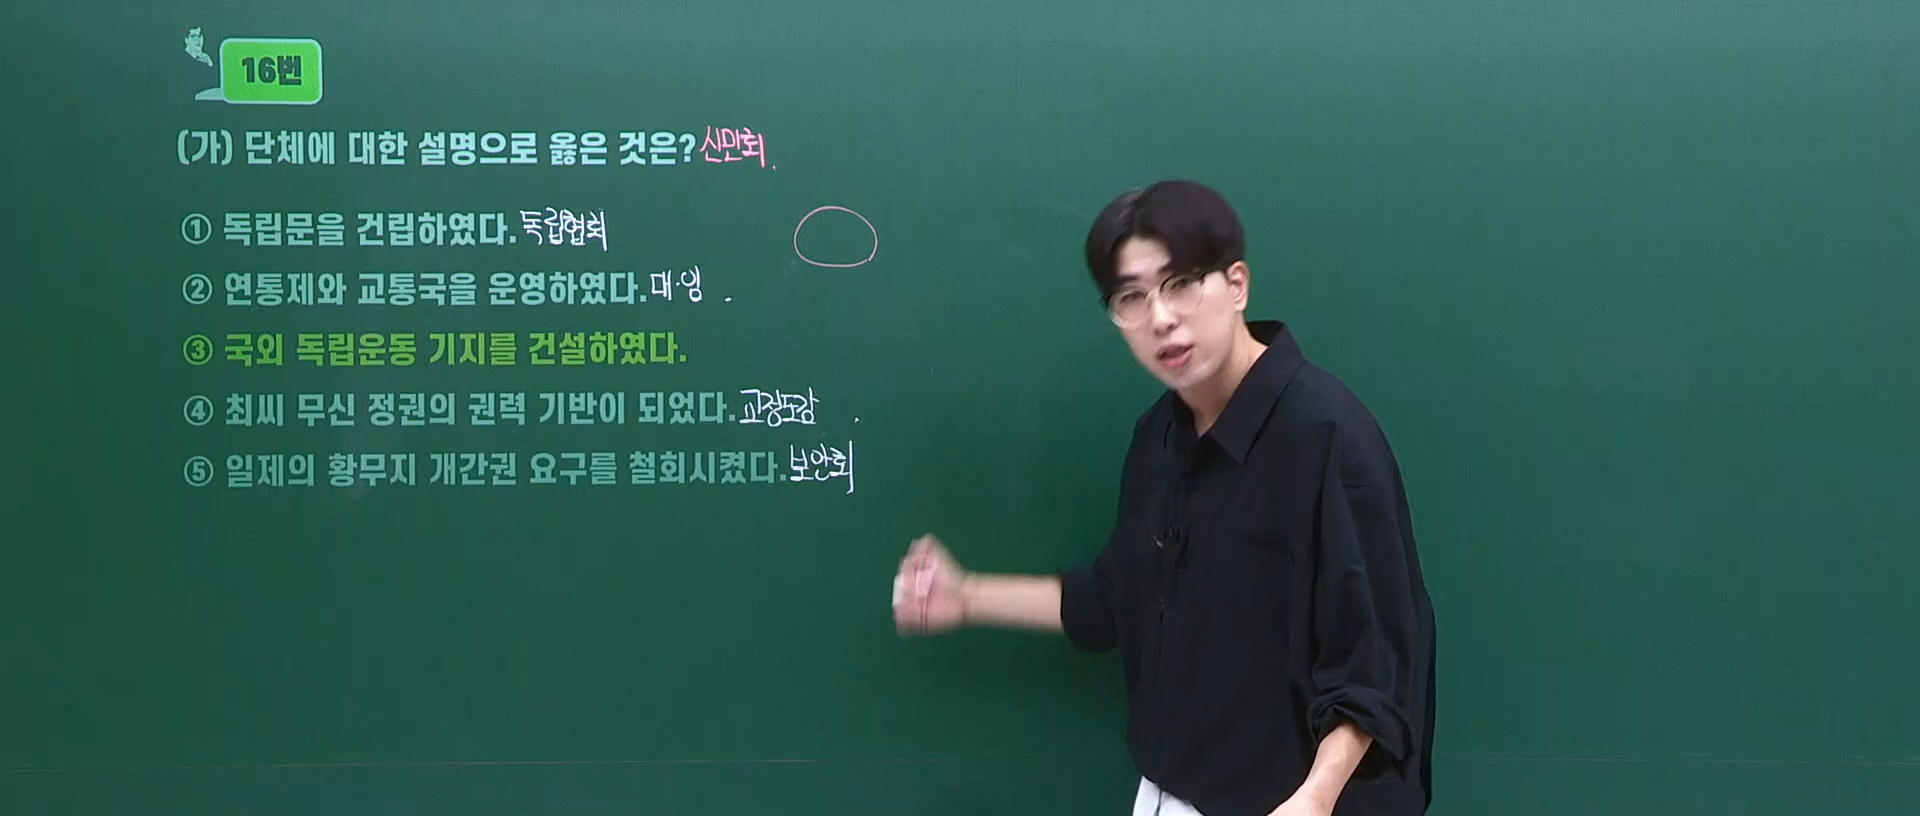 16번
(가) 단체에 대한 설명으로 옳은 것은? 신민회
① 독립문을 건립하였다. 독립협회
② 연통제와 교통국을 운영하였다. 대·임
③ 국외 독립운동 기지를 건설하였다.
④ 최씨 무신 정권의 권력 기반이 되었다. 교정도감
⑤ 일제의 황무지 개간권 요구를 철회시켰다. 보안회